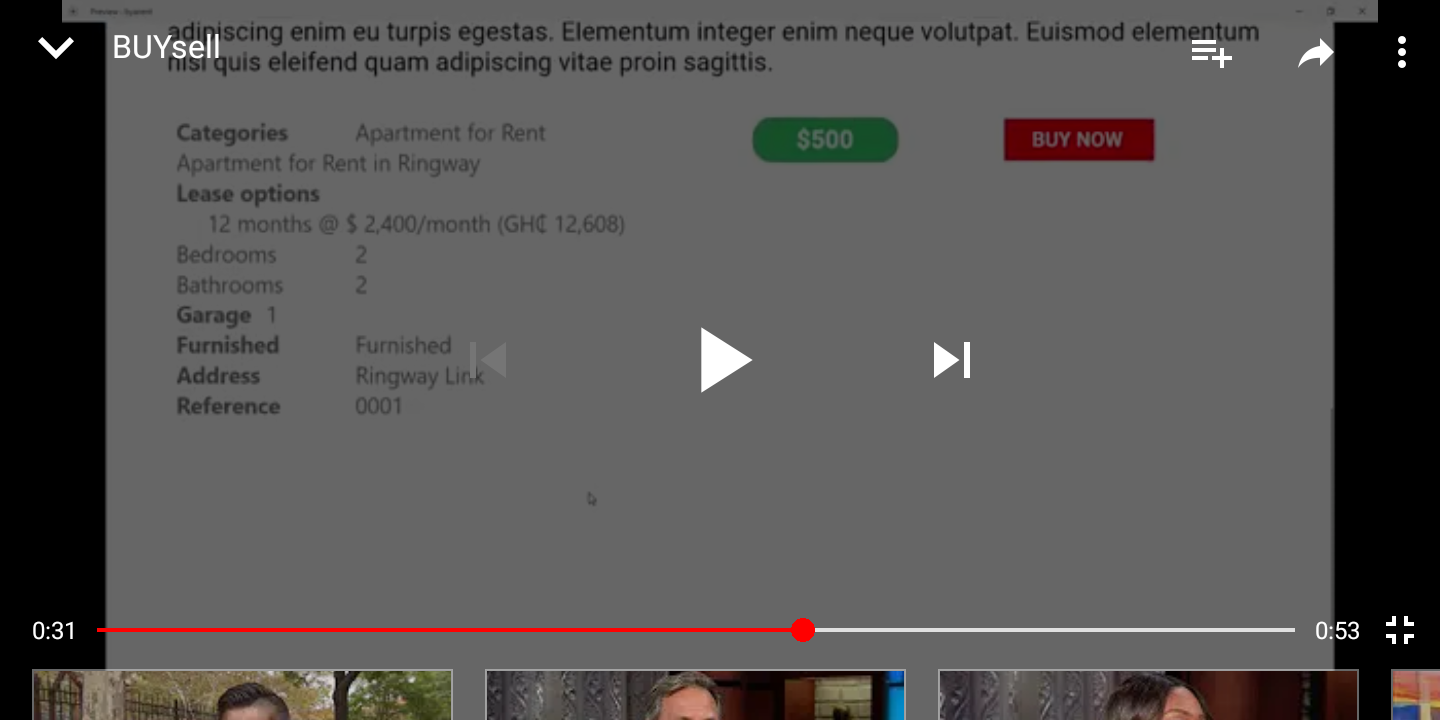 Preview - byarent
adipiscing enim eu turpis egestas. Elementum integer enim neque volutpat. Euismod elementum
BUYsell
nisl quis eleifend quam adipiscing vitae proin sagittis.
Categories Apartment for Rent
$500
BUY NOW
Apartment for Rent in Ringway
Lease options
12 months @ $ 2,400/month (GH₵ 12,608)
Bedrooms 2
Bathrooms 2
Garage 1
Furnished Furnished
Address Ringway Link
Reference 0001
0:31
0:53